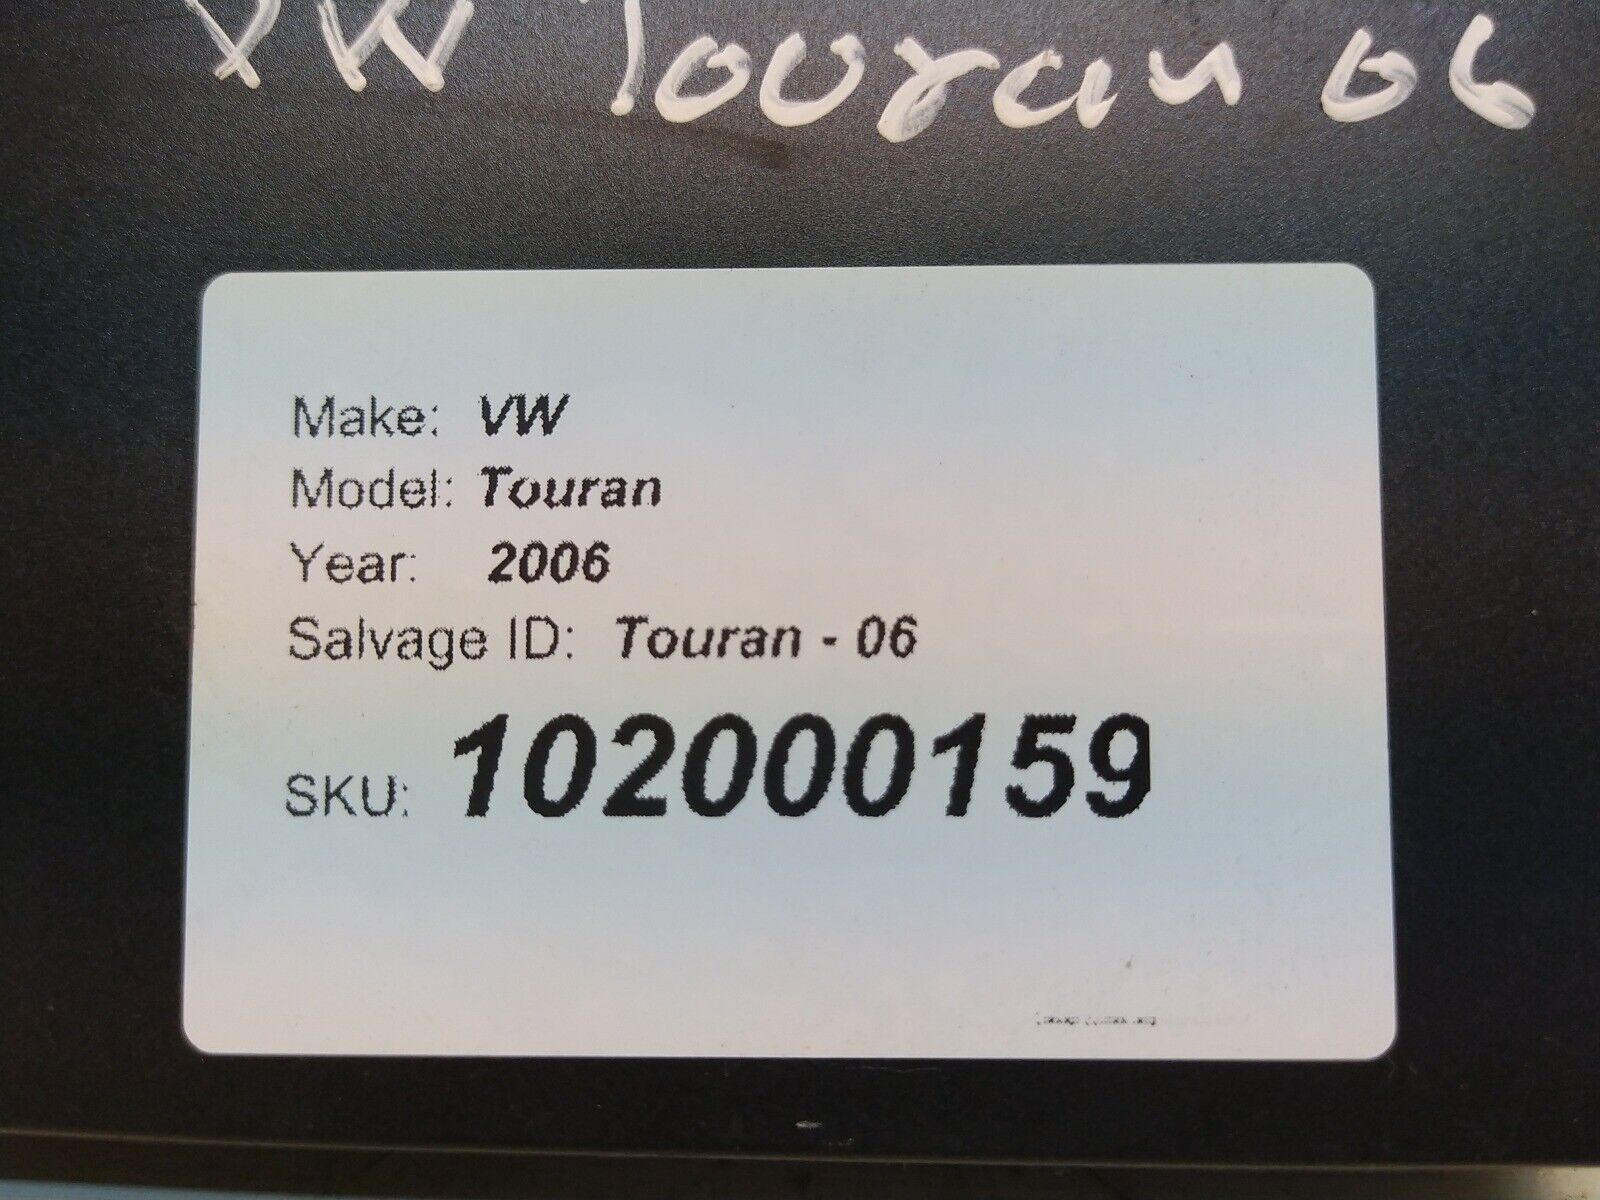 VW Touran 06
Make: VW
Model: Touran
Year: 2006
Salvage ID: Touran - 06
SKU: 102000159